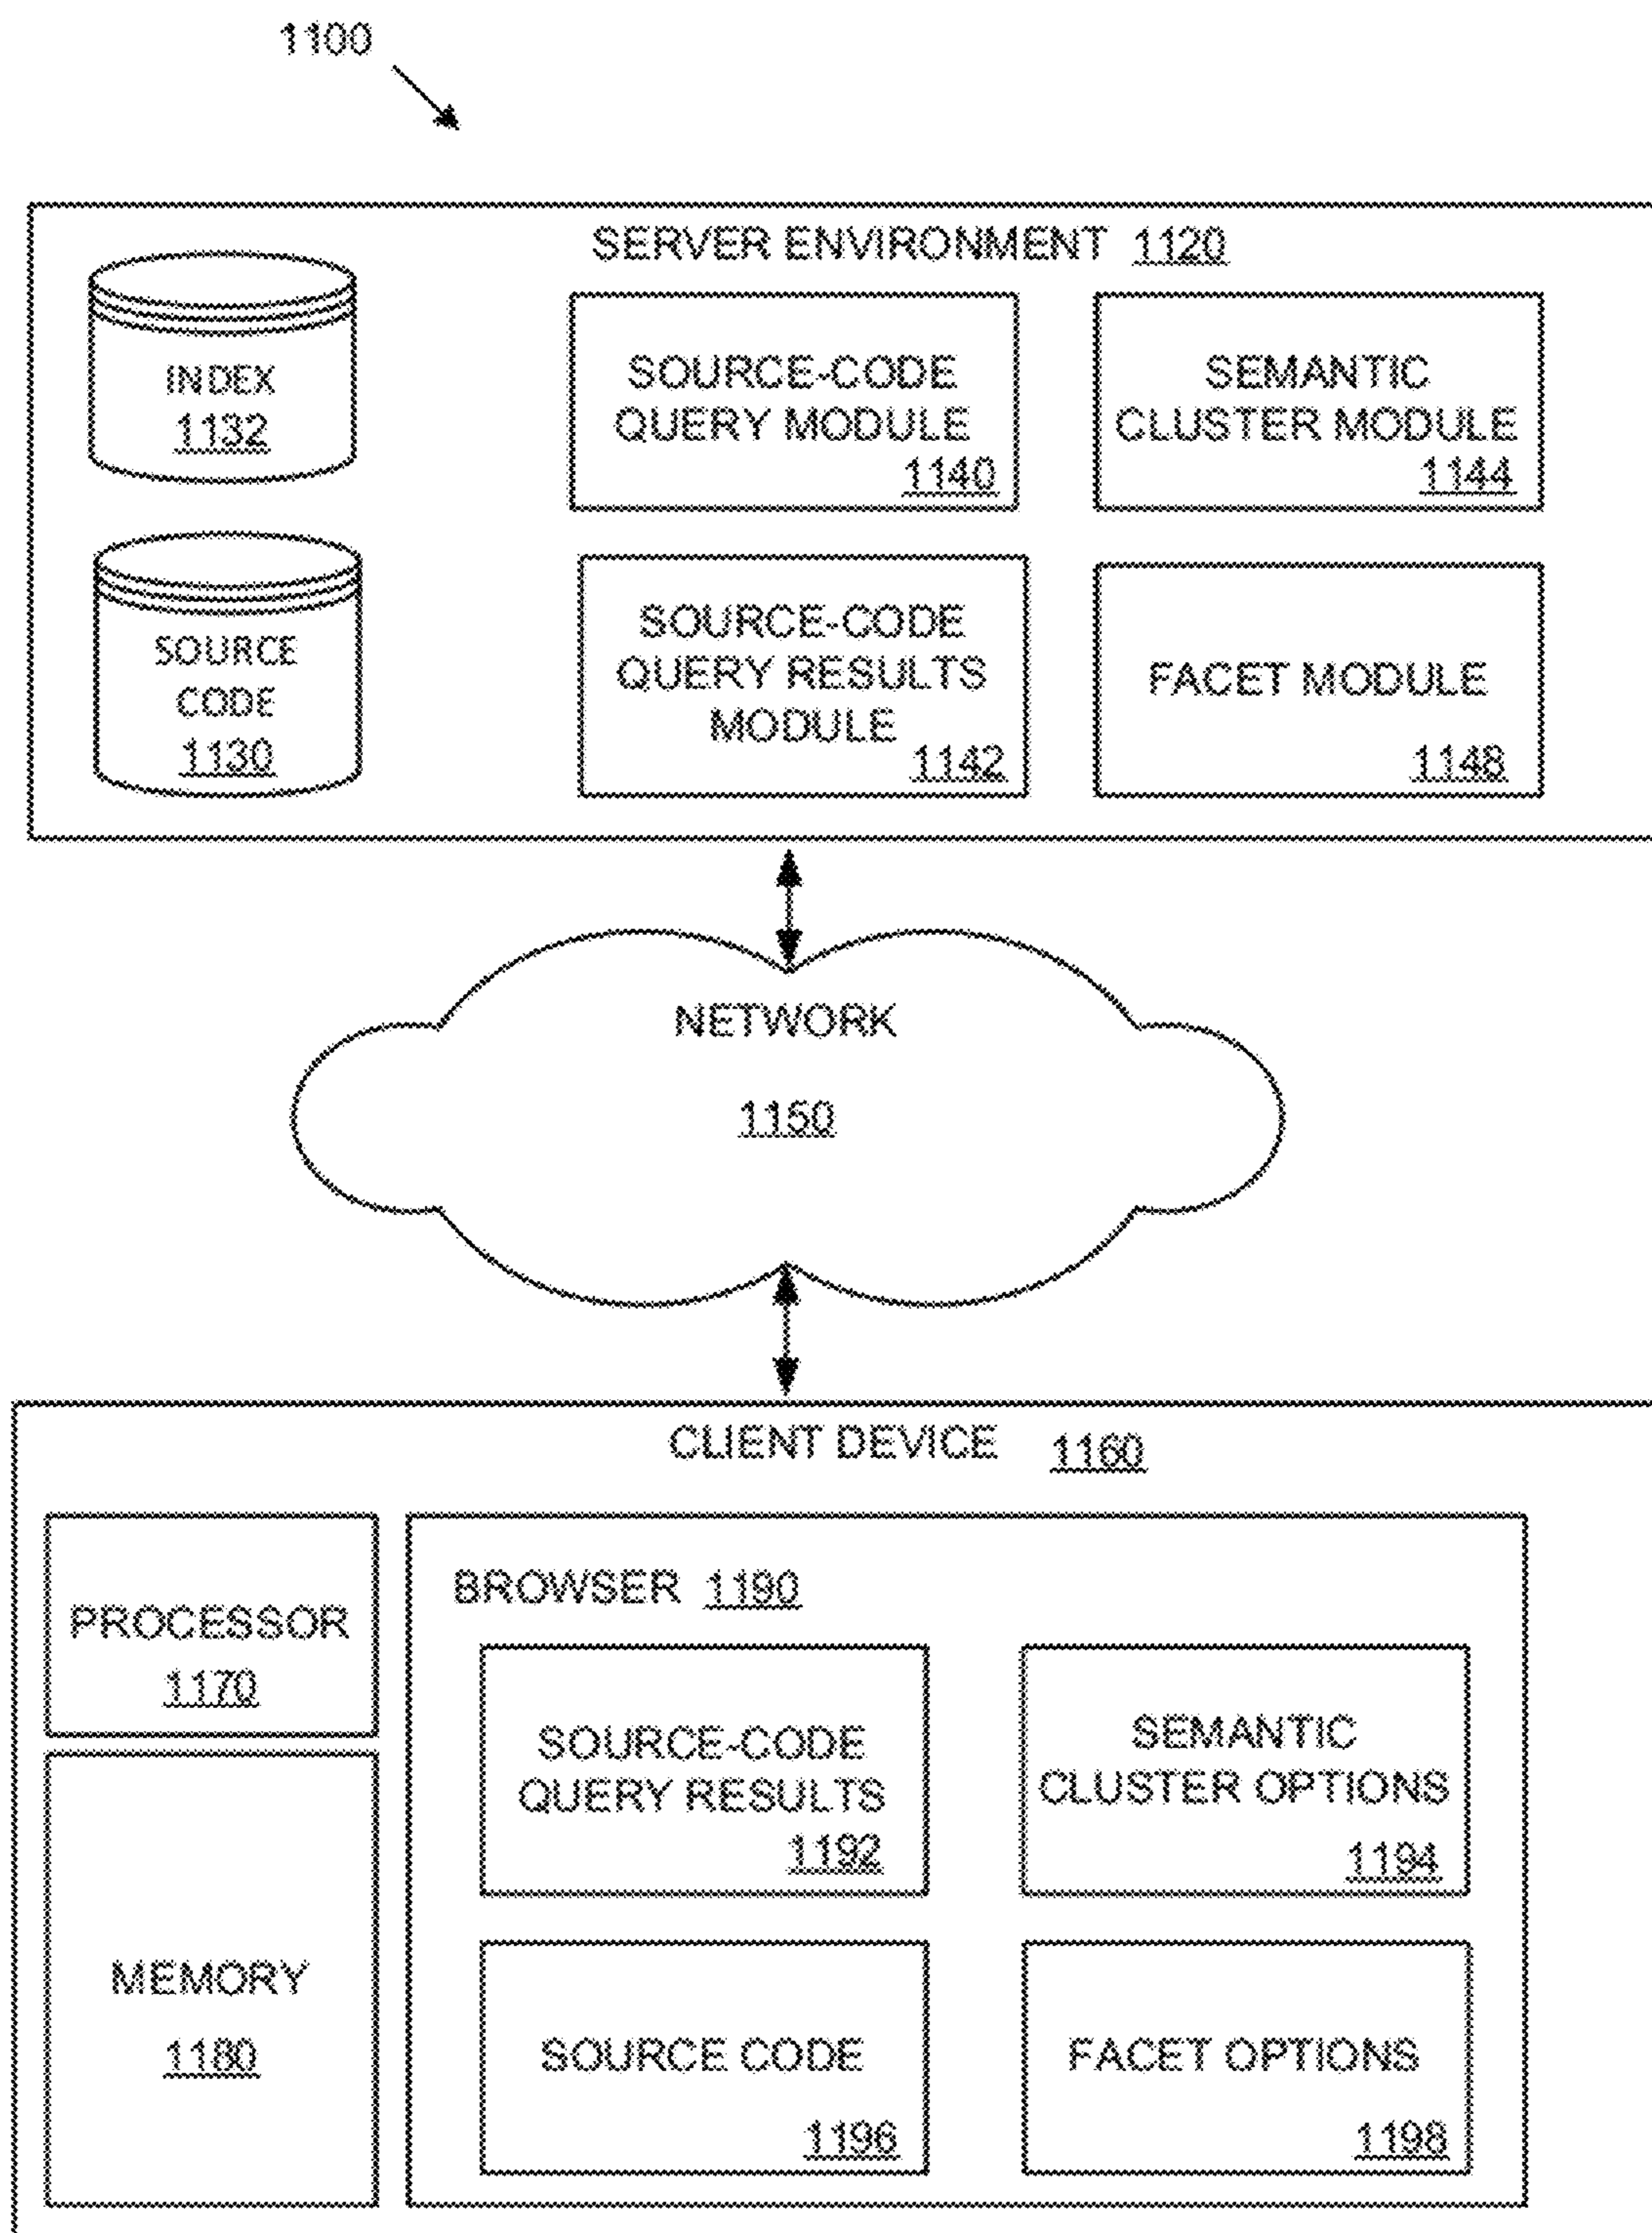 1100
SERVER ENVIRONMENT 1120
INDEX
1132
SOURCE-CODE
QUERY MODULE
1140
SEMANTIC
CLUSTER MODULE
1144
SOURCE
CODE
1130
SOURCE-CODE
QUERY RESULTS
MODULE
1142
FACET MODULE
1148
NETWORK
1150
CLIENT DEVICE 1160
PROCESSOR
1170
MEMORY
1180
BROWSER 1190
SOURCE-CODE
QUERY RESULTS
1192
SEMANTIC
CLUSTER OPTIONS
1194
SOURCE CODE
1196
FACET OPTIONS
1198